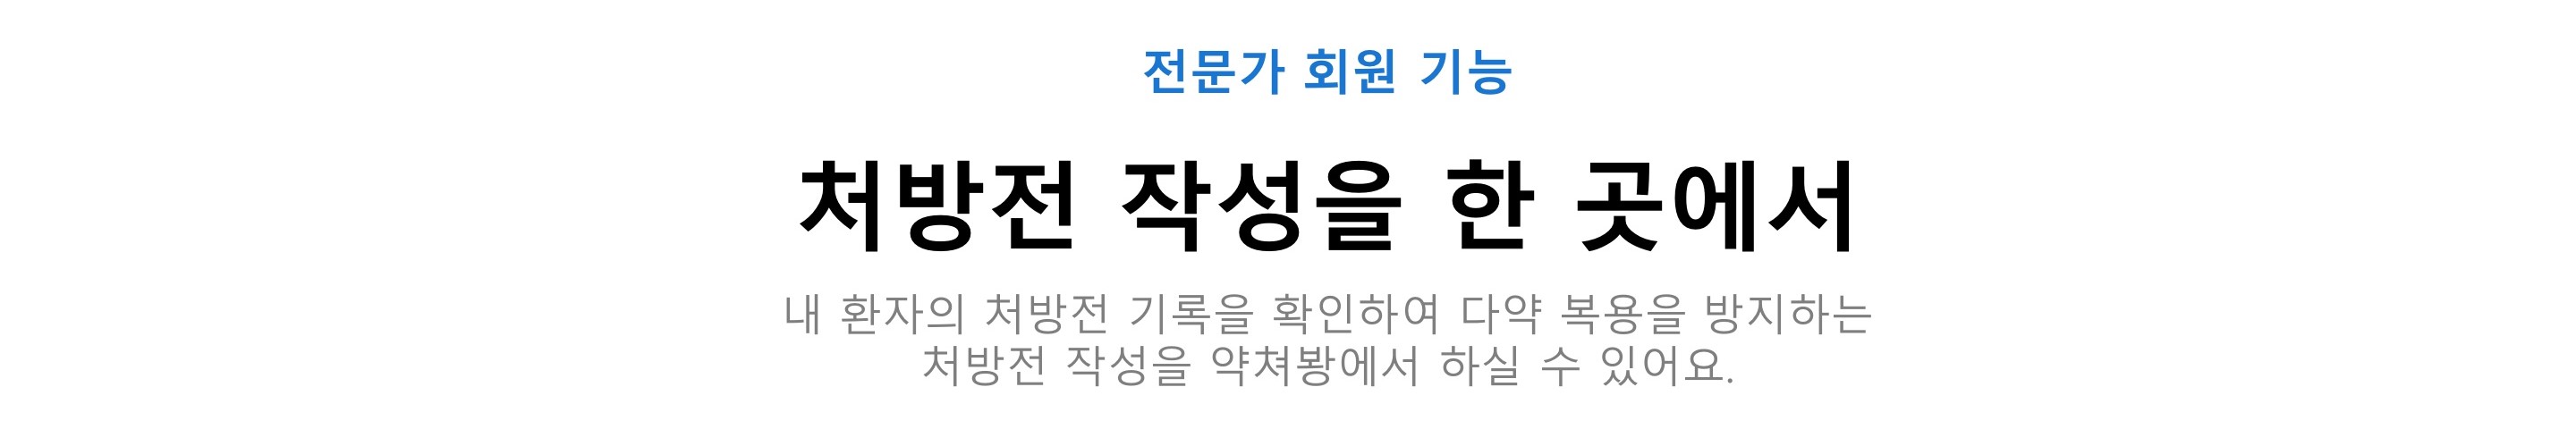 전문가 회원 기능
처방전 작성을 한 곳에서
내 환자의 처방전 기록을 확인하여 다약 복용을 방지하는
처방전 작성을 약쳐봥에서 하실 수 있어요.